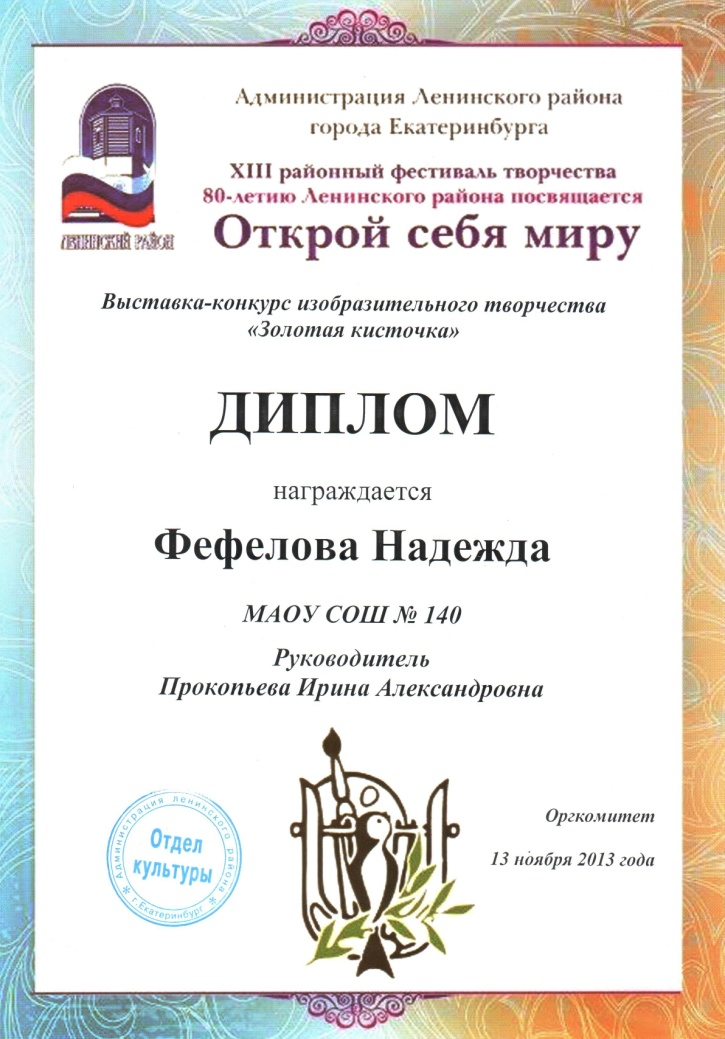 Администрация Ленинского района
города Екатеринбурга
XIII районный фестиваль творчества
80-летию Ленинского района посвящается
Открой себя миру
ЛЕНИНСКИЙ РАЙОН
Выставка-конкурс изобразительного творчества
«Золотая кисточка»
ДИПЛОМ
награждается
Фефелова Надежда
МАОУ СОШ № 140
Руководитель
Прокопьева Ирина Александровна
Администрация ленинского района
Отдел
культуры
г.Екатеринбург
Оргкомитет
13 ноября 2013 года